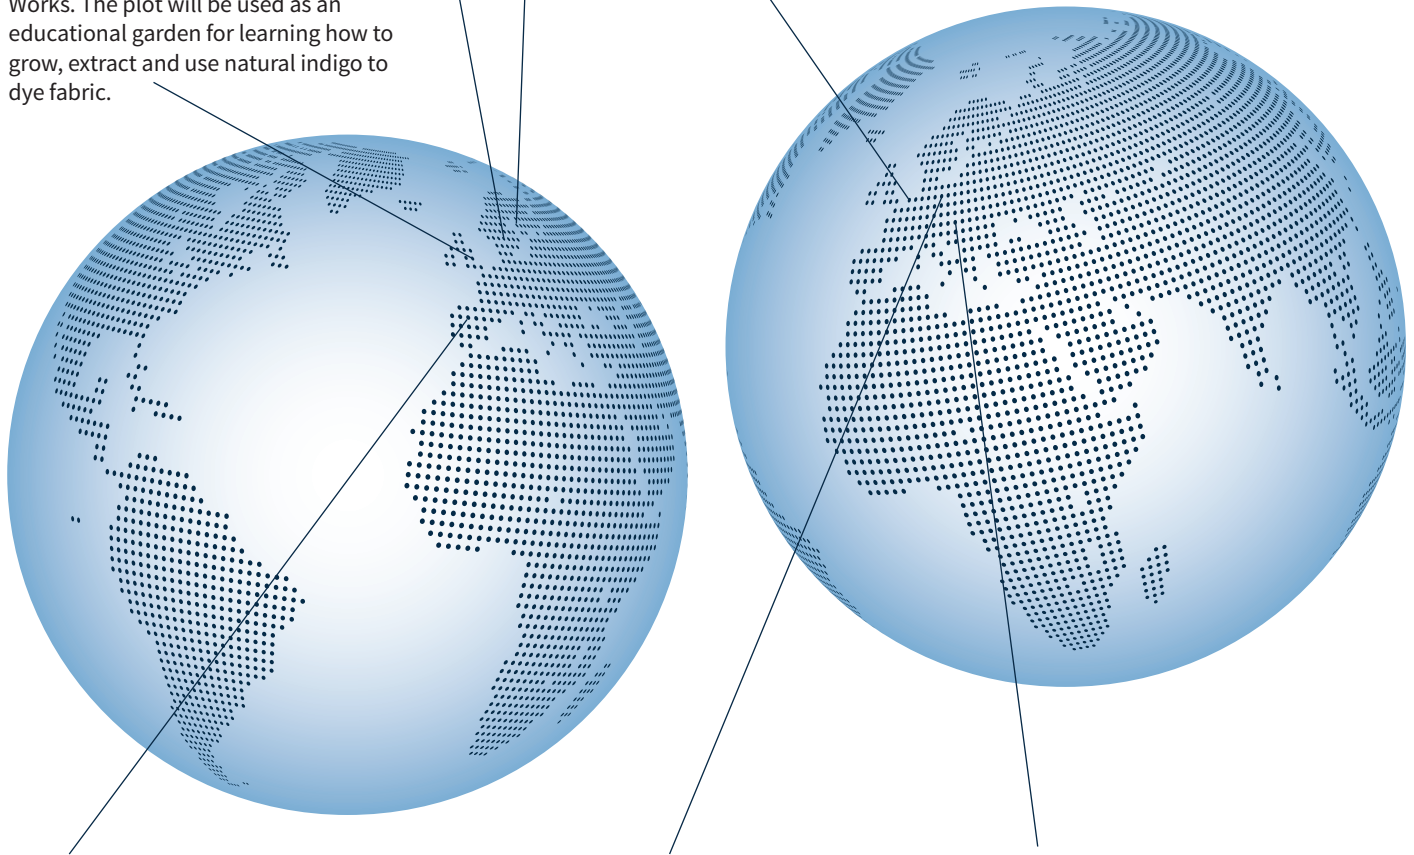 Works. The plot will be used as an
educational garden for learning how to
grow, extract and use natural indigo to
dye fabric.